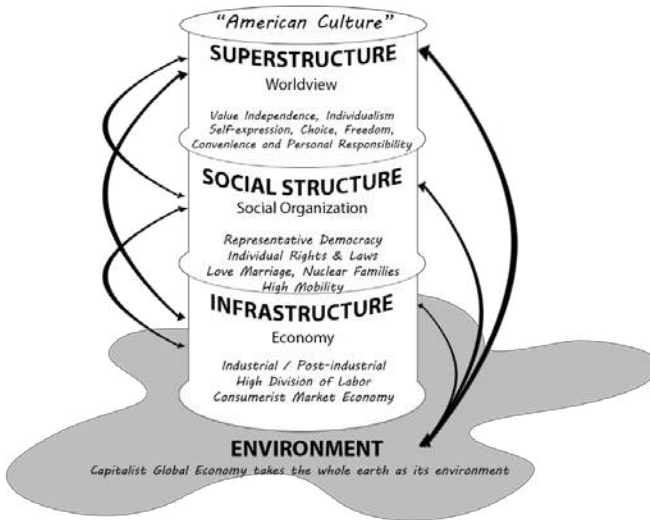 “American Culture”
SUPERSTRUCTURE
Worldview
Value Independence, Individualism
Self-expression, Choice, Freedom,
Convenience and Personal Responsibility
SOCIAL STRUCTURE
Social Organization
Representative Democracy
Individual Rights & Laws
Love Marriage, Nuclear Families
High Mobility
INFRASTRUCTURE
Economy
Industrial / Post-industrial
High Division of Labor
Consumerist Market Economy
ENVIRONMENT
Capitalist Global Economy takes the whole earth as its environment